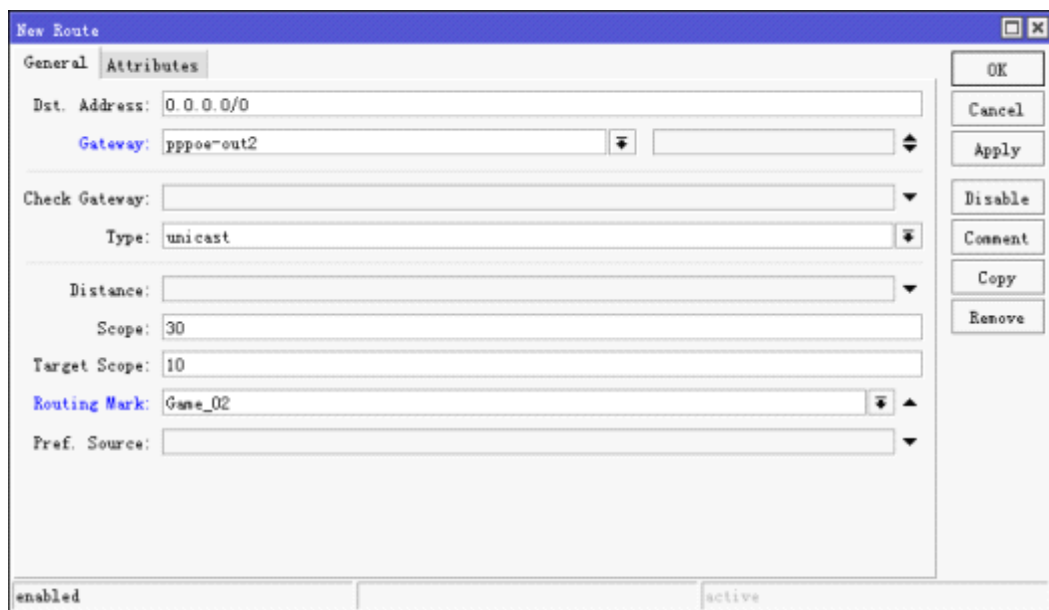 New Route
General Attributes
OK
Dst. Address: 0.0.0.0/0
Cancel
Gateway: pppoe-out2
Apply
Check Gateway:
Disable
Type: unicast
Comment
Distance:
Copy
Scope: 30
Remove
Target Scope: 10
Routing Mark: Game_02
Pref. Source:
enabled active